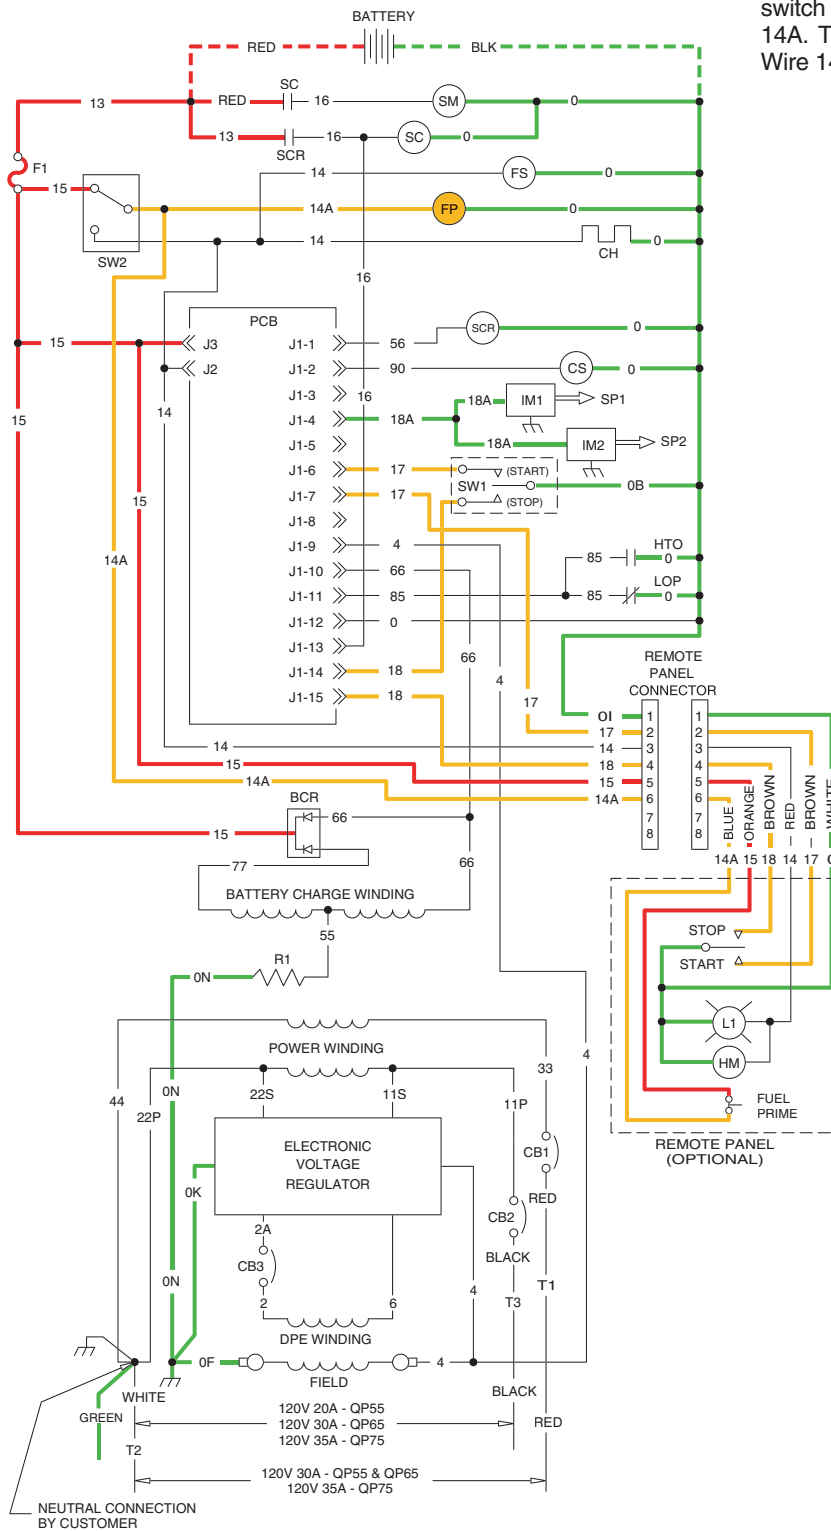 switch
14A. T
Wire 14
BATTERY
RED
BLK
SC
13
RED
16
SM
0
13
16
SC
0
SCR
F1
14
FS
0
15
14A
FP
0
14
0
SW2
CH
16
PCB
15
J3
J1-1
56
SCR
0
J2
J1-2
90
CS
0
J1-3
16
18A
IM1
SP1
14
15
J1-4
18A
J1-5
18A
IM2
SP2
J1-6
17
(START)
SW1
0B
J1-7
17
(STOP)
15
J1-8
J1-9
4
HTO
85
0
14A
J1-10
66
LOP
J1-11
85
85
0
J1-12
0
J1-13
66
REMOTE
PANEL
CONNECTOR
J1-14
18
4
J1-15
18
17
OI
1
1
17
2
2
14
14
3
3
15
18
4
4
14A
15
5
5
14A
6
6
7
7
8
8
BLUE
ORANGE
BROWN
RED
BROWN
WHITE
BCR
66
15
77
66
14A
15
18
14
17
0
BATTERY CHARGE WINDING
55
STOP
START
R1
0N
L1
POWER WINDING
HM
4
33
44
22P
0N
22S
11S
11P
FUEL
PRIME
ELECTRONIC
VOLTAGE
REGULATOR
CB1
REMOTE PANEL
(OPTIONAL)
0K
RED
CB2
2A
BLACK
CB3
0N
T1
2
6
4
T3
DPE WINDING
0F
4
FIELD
WHITE
BLACK
GREEN
120V 20A - QP55
120V 30A - QP65
120V 35A - QP75
RED
T2
120V 30A - QP55 & QP65
120V 35A - QP75
NEUTRAL CONNECTION
BY CUSTOMER